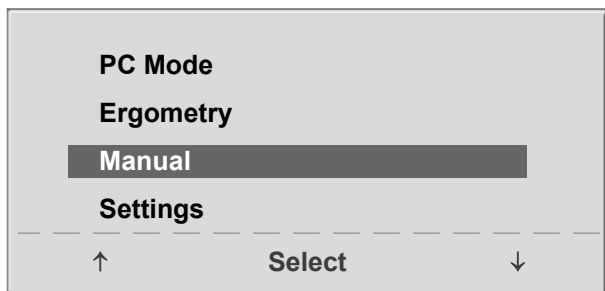 PC Mode
Ergometry
Manual
Settings
↑ Select ↓